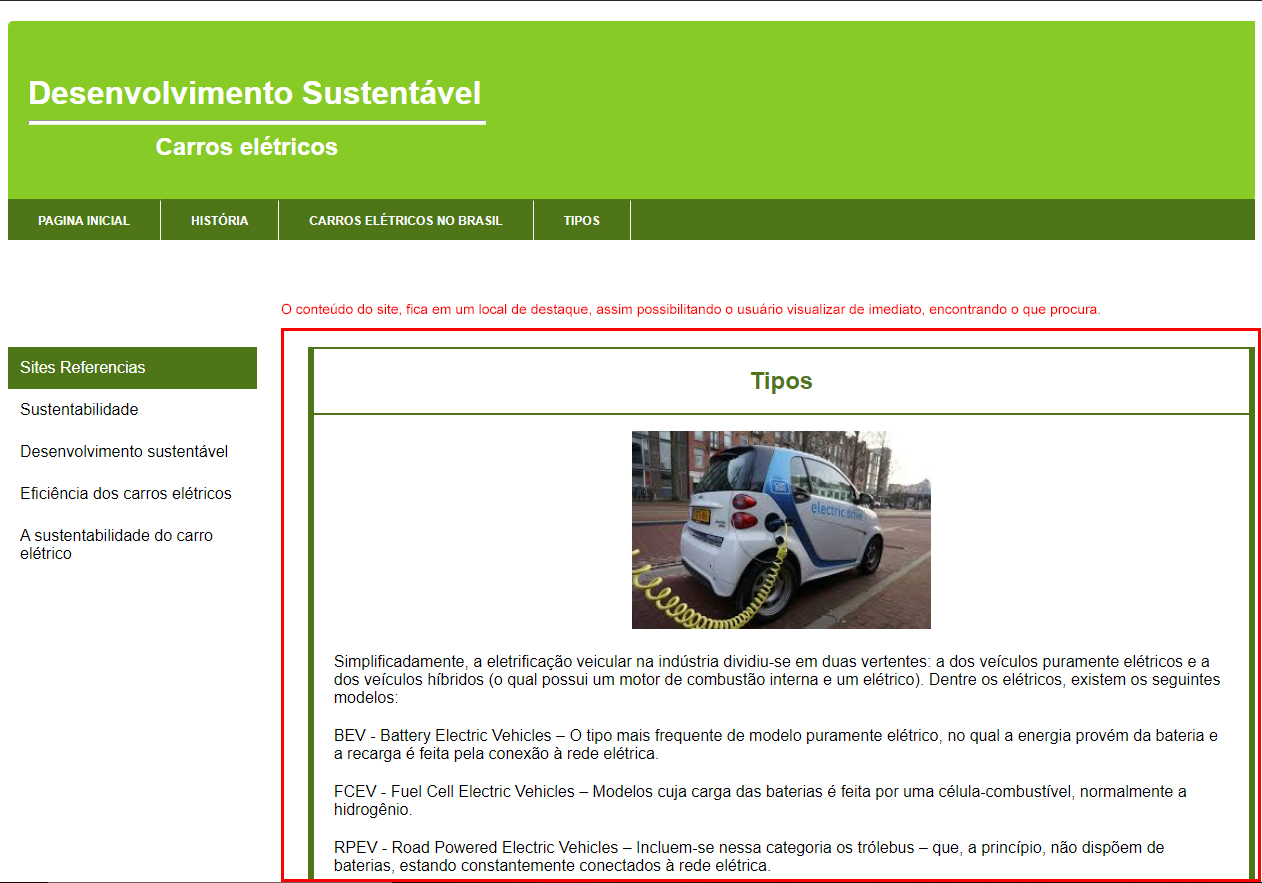 Desenvolvimento Sustentável
Carros elétricos
PAGINA INICIAL
HISTÓRIA
CARROS ELÉTRICOS NO BRASIL
TIPOS
O conteúdo do site, fica em um local de destaque, assim possibilitando o usuário visualizar de imediato, encontrando o que procura.
Sites Referencias
Sustentabilidade
Desenvolvimento sustentável
Eficiência dos carros elétricos
A sustentabilidade do carro
elétrico
Tipos
electric drive
Simplificadamente, a eletrificação veicular na indústria dividiu-se em duas vertentes: a dos veículos puramente elétricos e a
dos veículos híbridos (o qual possui um motor de combustão interna e um elétrico). Dentre os elétricos, existem os seguintes
modelos:
BEV - Battery Electric Vehicles – O tipo mais frequente de modelo puramente elétrico, no qual a energia provém da bateria e
a recarga é feita pela conexão à rede elétrica.
FCEV - Fuel Cell Electric Vehicles – Modelos cuja carga das baterias é feita por uma célula-combustível, normalmente a
hidrogênio.
RPEV - Road Powered Electric Vehicles – Incluem-se nessa categoria os trólebus – que, a princípio, não dispõem de
baterias, estando constantemente conectados à rede elétrica.